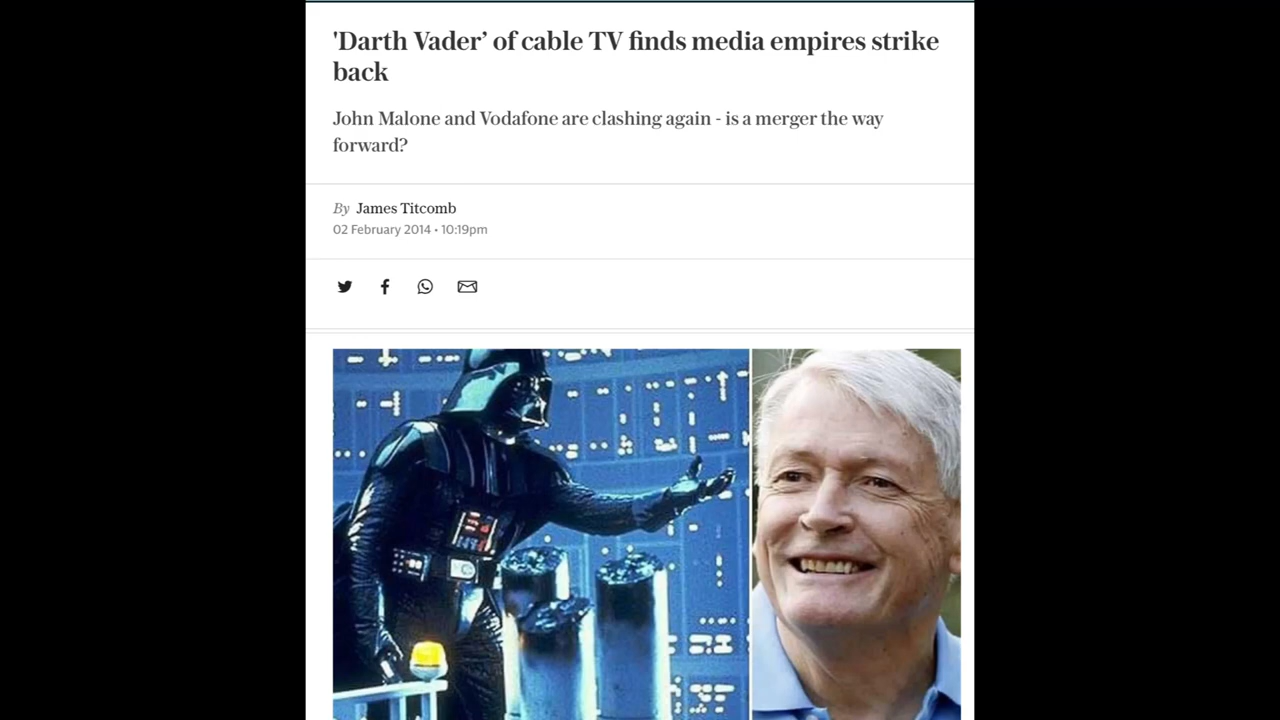 'Darth Vader’ of cable TV finds media empires strike
back
John Malone and Vodafone are clashing again - is a merger the way
forward?
By James Titcomb
02 February 2014 • 10:19pm